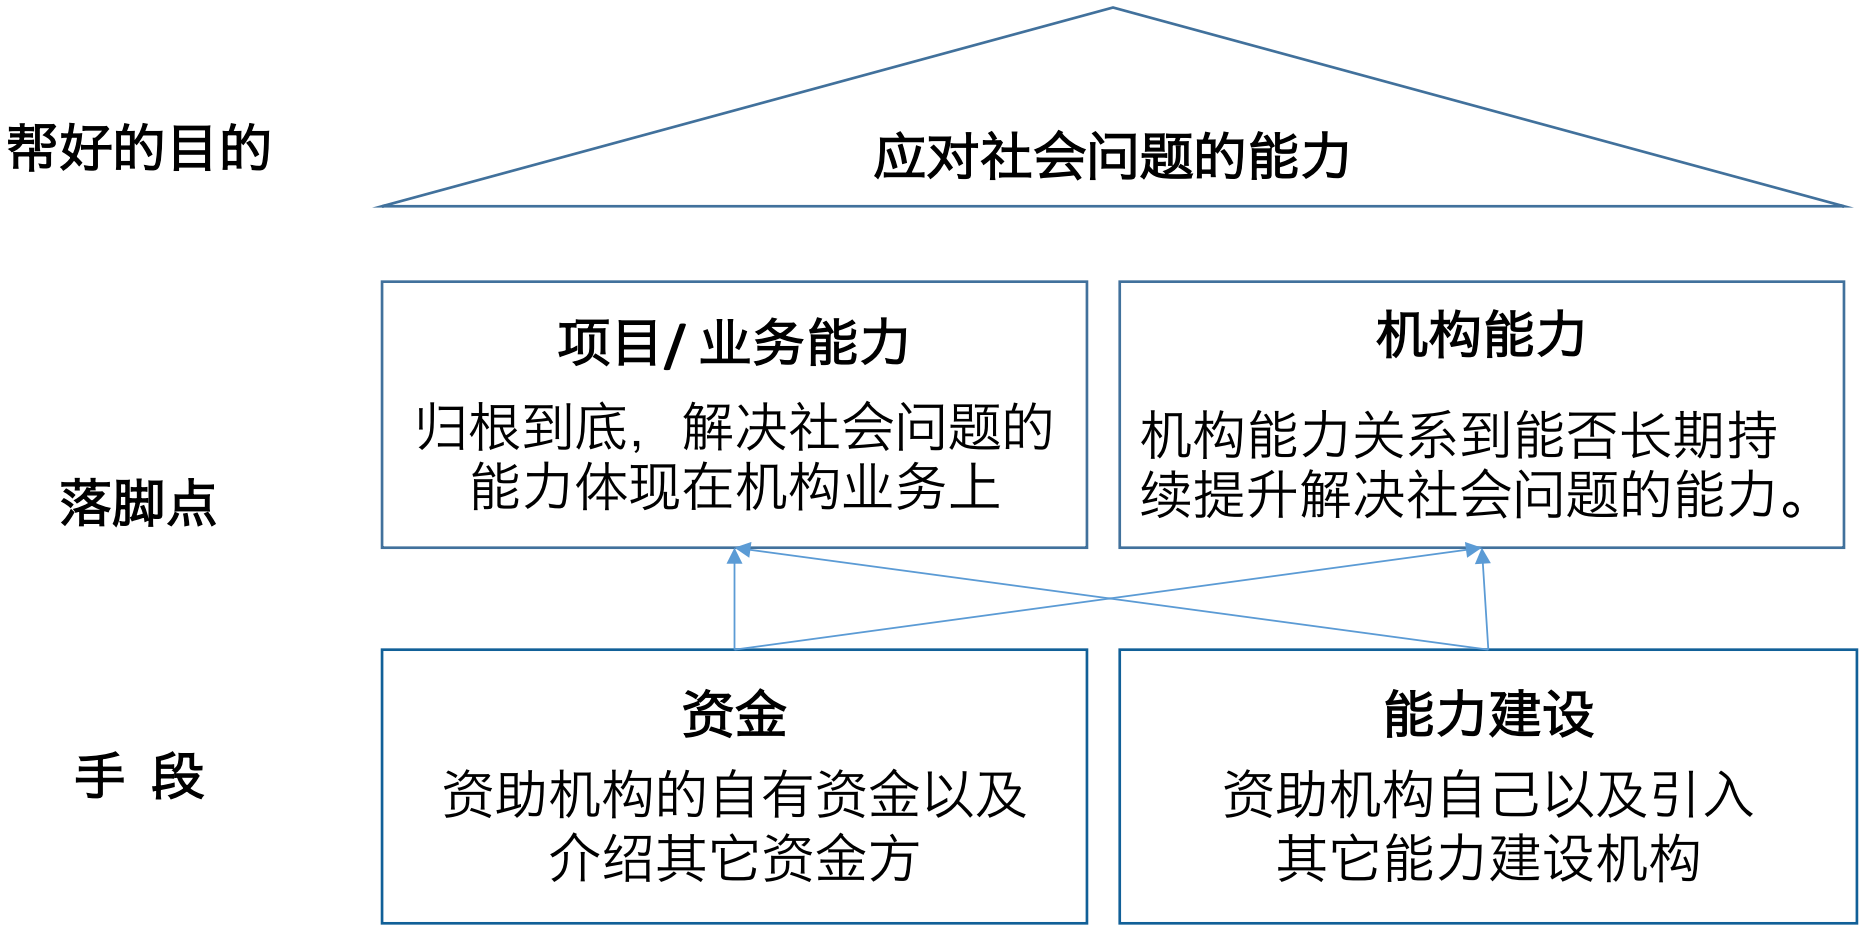 帮好的目的
应对社会问题的能力
落脚点
项目/ 业务能力
归根到底，解决社会问题的
能力体现在机构业务上
机构能力
机构能力关系到能否长期持
续提升解决社会问题的能力。
手 段
资金
资助机构的自有资金以及
介绍其它资金方
能力建设
资助机构自己以及引入
其它能力建设机构